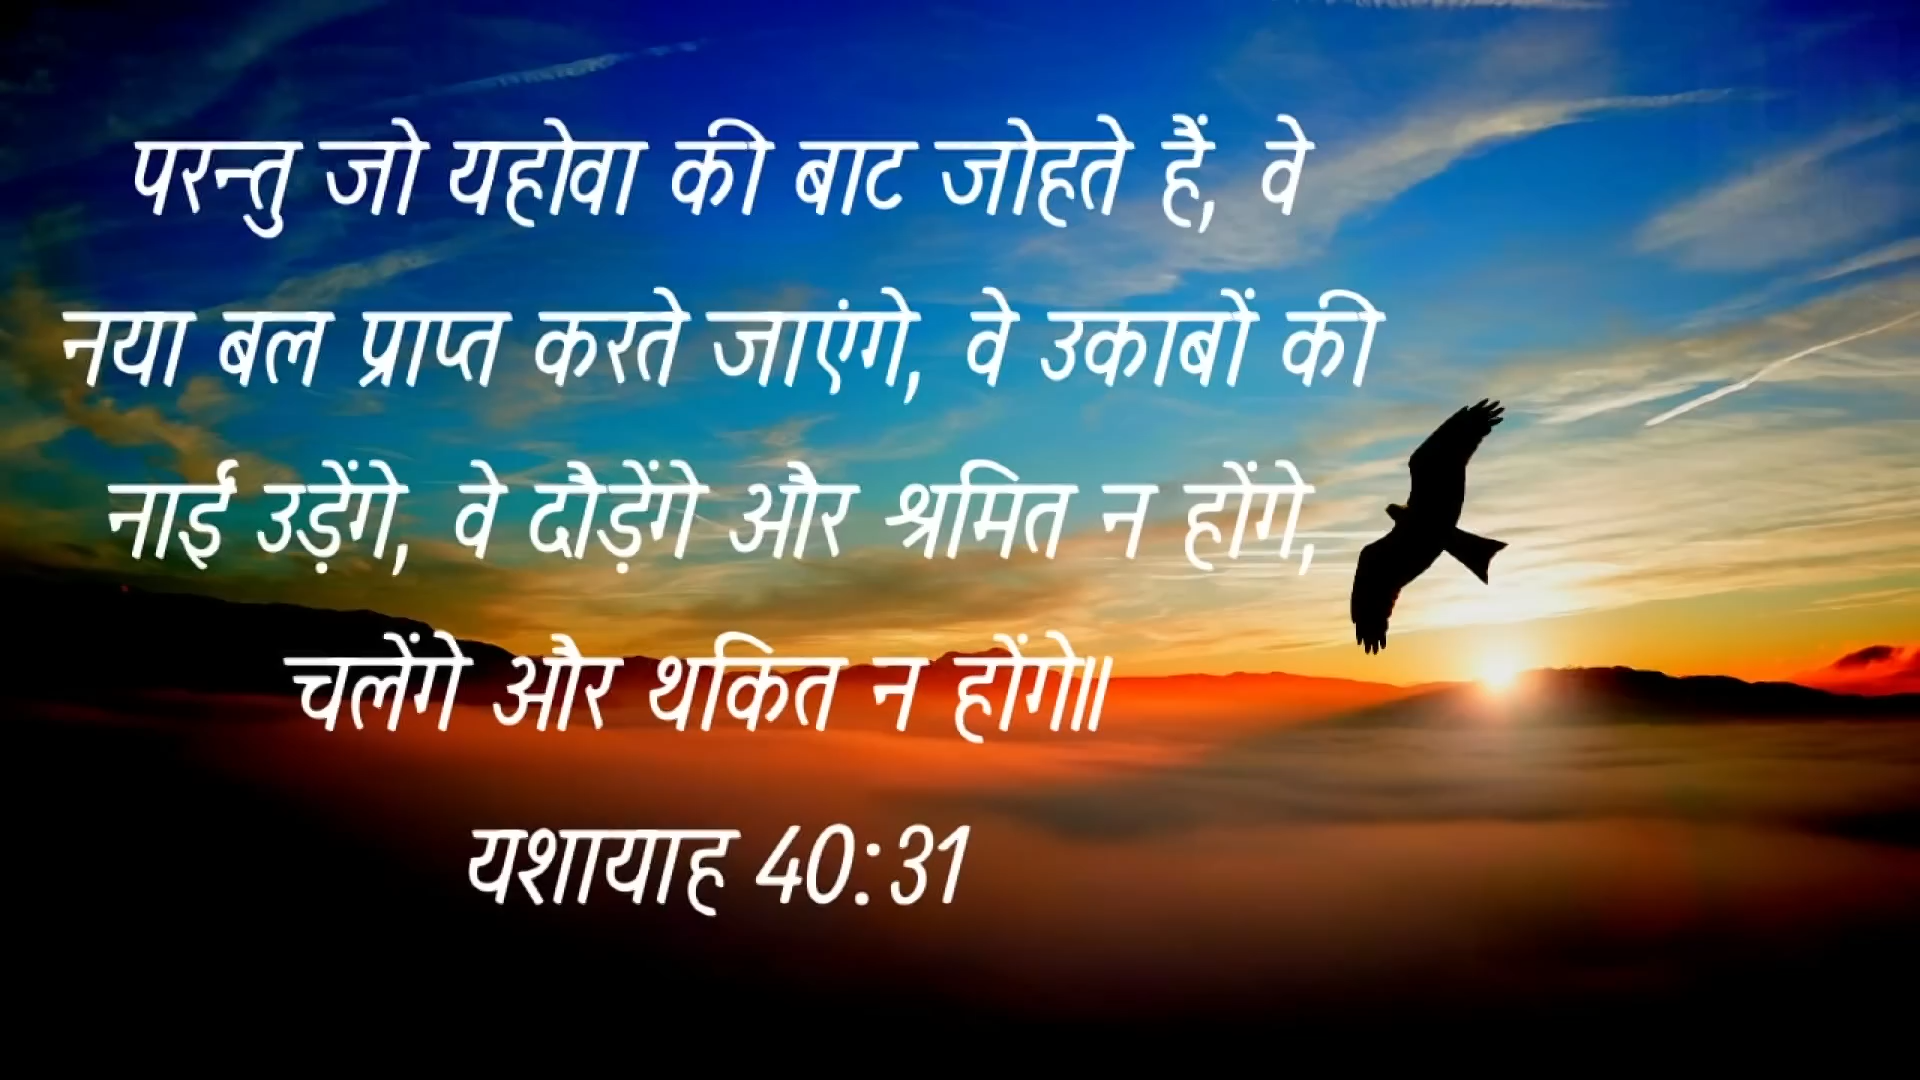 परन्तु जो यहोवा की बाट जोहते हैं, वे
नया बल प्राप्त करते जाएंगे, वे उकाबों की
नाईं उड़ेंगे, वे दौड़ेंगे और श्रमित न होंगे,
चलेंगे और थकित न होंगे॥
यशायाह 40:31